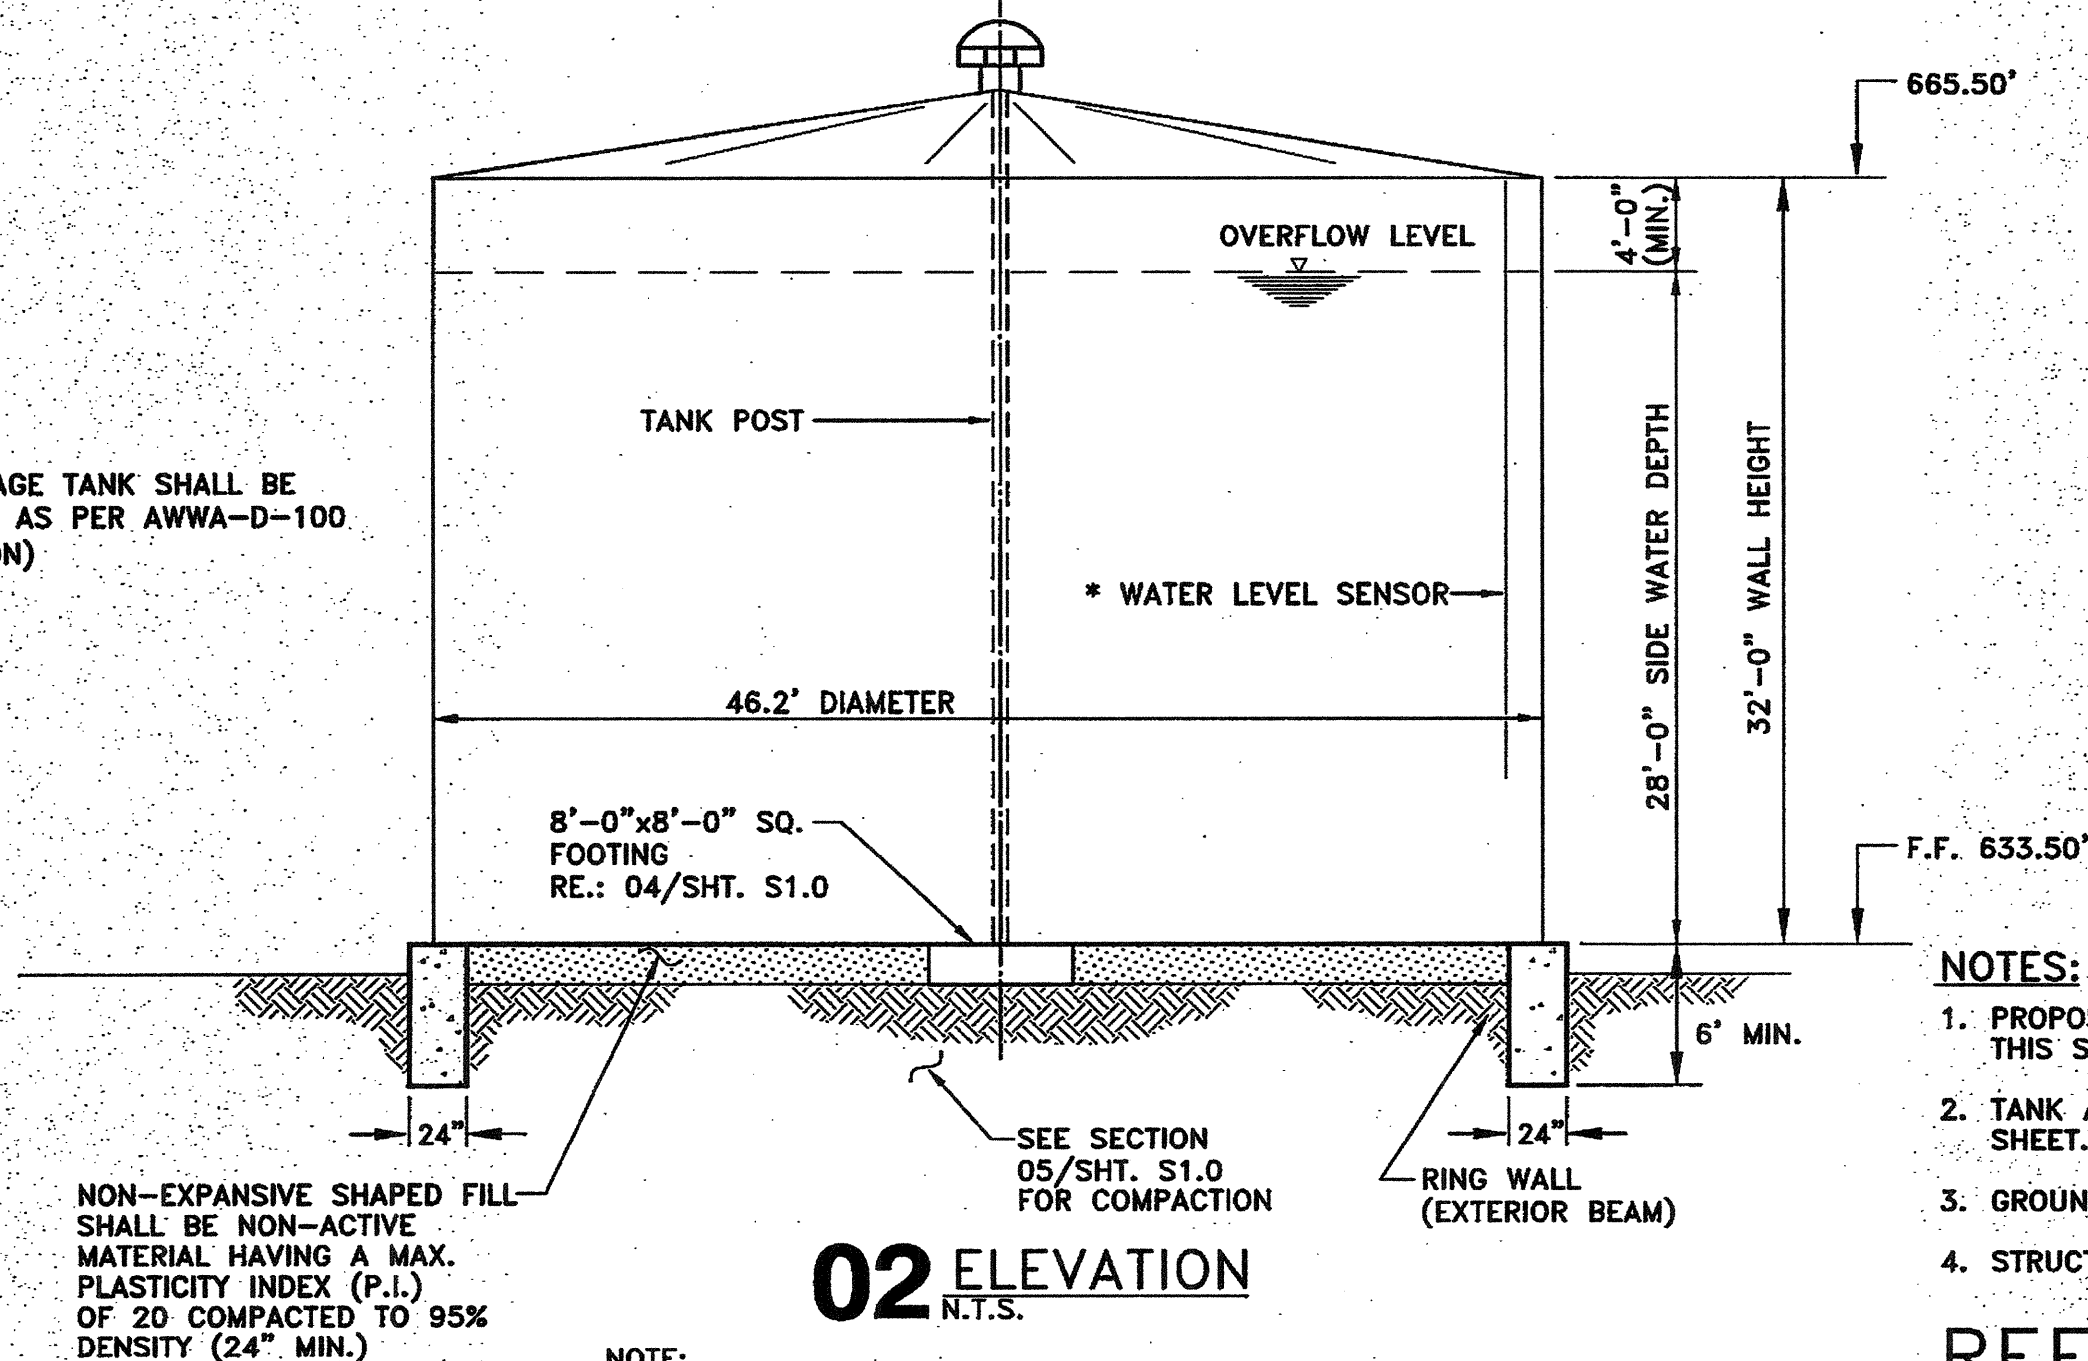 665.50'
4'-0"
(MIN.)
OVERFLOW LEVEL
TANK POST
AGE TANK SHALL BE
AS PER AWWA-D-100
ON)
* WATER LEVEL SENSOR
28'-0" SIDE WATER DEPTH
32'-0" WALL HEIGHT
46.2' DIAMETER
8'-0"x8'-0" SQ.
FOOTING
RE.: 04/SHT. S1.0
F.F. 633.50'
NOTES:
1. PROPO
THIS S
2. TANK A
SHEET.
3. GROUN
4. STRUCT
6' MIN.
24"
24"
SEE SECTION
05/SHT. S1.0
FOR COMPACTION
RING WALL
(EXTERIOR BEAM)
NON-EXPANSIVE SHAPED FILL
SHALL BE NON-ACTIVE
MATERIAL HAVING A MAX.
PLASTICITY INDEX (P.I.)
OF 20 COMPACTED TO 95%
DENSITY (24" MIN.)
02 ELEVATION
N.T.S.
NOTE: